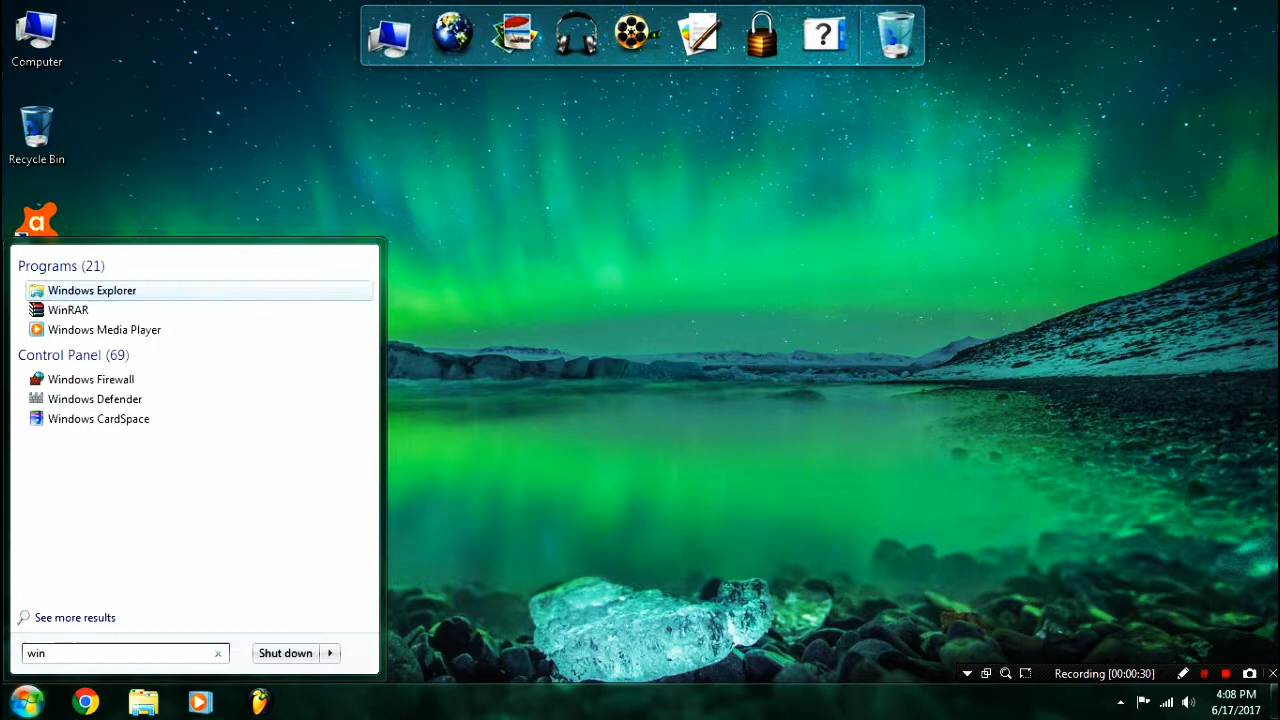 Computer
Recycle Bin
a
?
Programs (21)
Windows Explorer
WinRAR
Windows Media Player
Control Panel (69)
Windows Firewall
Windows Defender
Windows CardSpace
See more results
win
Shut down
Recording [00:00:30]
4:08 PM
6/17/2017